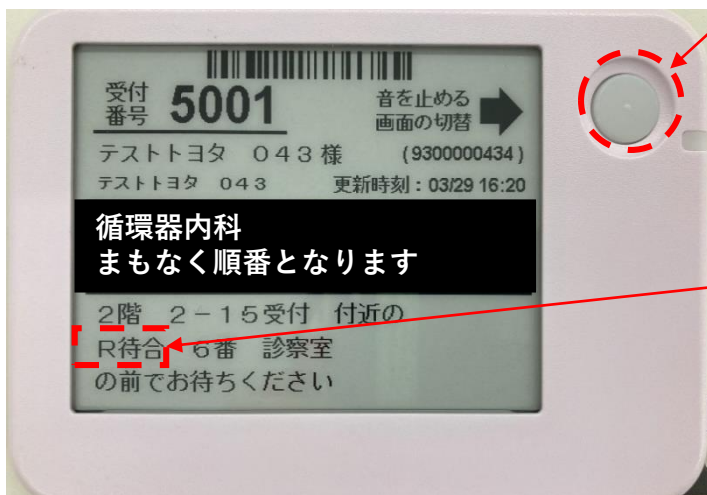 受付番号 5001
音を止める
画面の切替
テストトヨタ 043様 (9300000434)
テストトヨタ 043 更新時刻:03/29 16:20
循環器内科
まもなく順番となります
2階 2-15受付 付近の
R待合 6番 診察室
の前でお待ちください